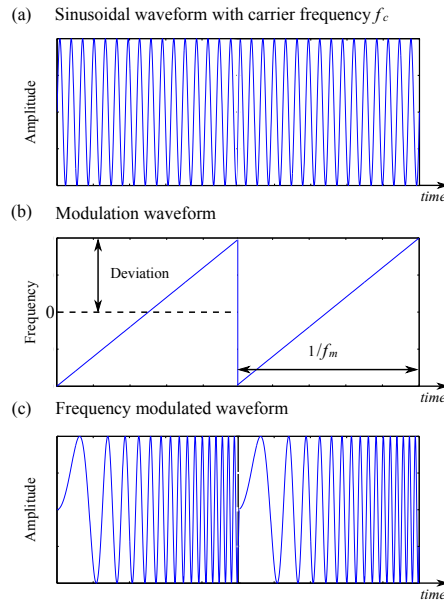 (a) Sinusoidal waveform with carrier frequency f_c
Amplitude
time
(b) Modulation waveform
Deviation
Frequency
0
1/f_m
time
(c) Frequency modulated waveform
Amplitude
time